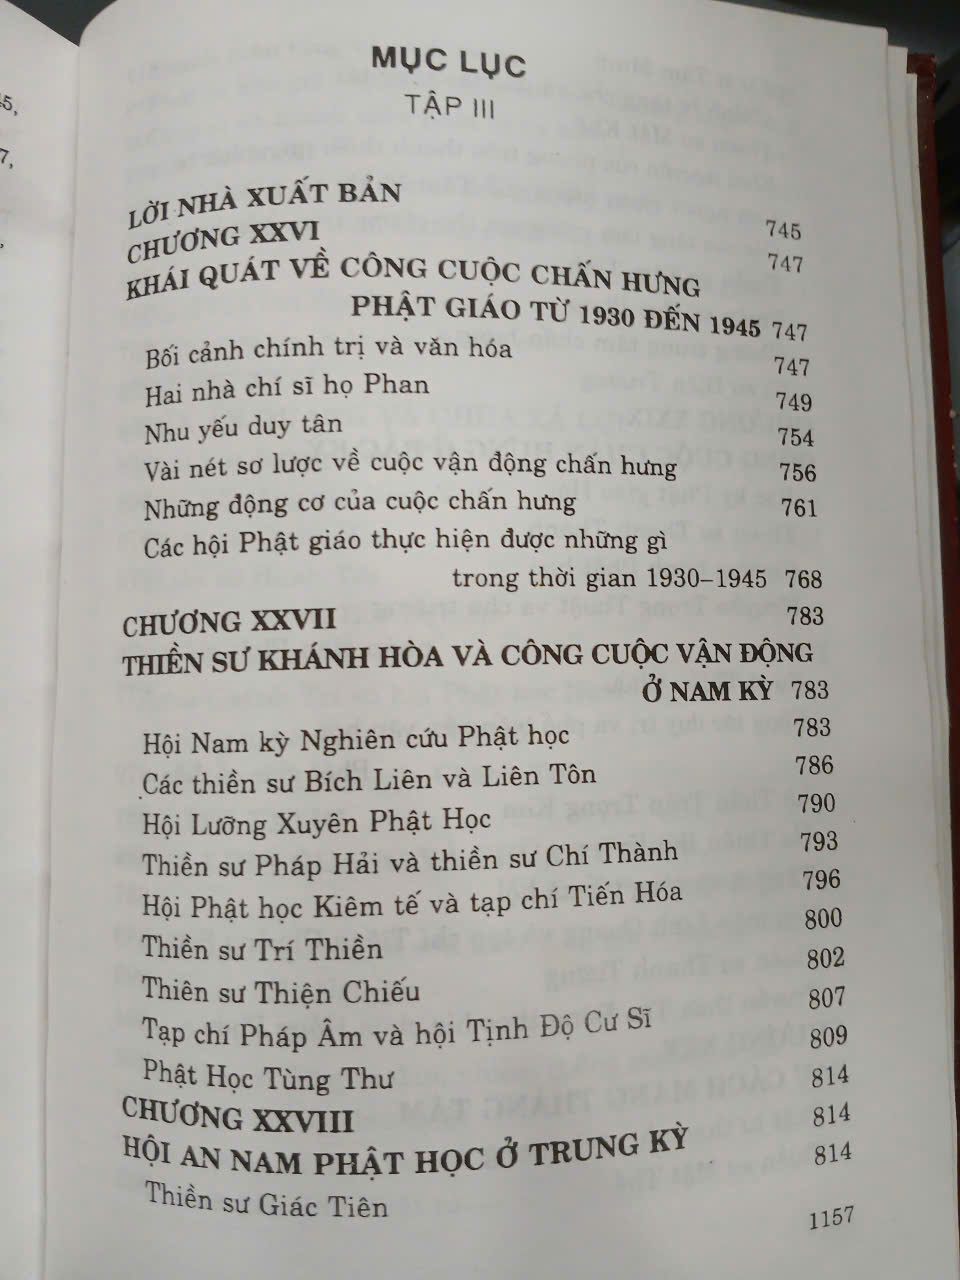 MỤC LỤC
TẬP III
LỜI NHÀ XUẤT BẢN 745
CHƯƠNG XXVI 747
KHÁI QUÁT VỀ CÔNG CUỘC CHẤN HƯNG
PHẬT GIÁO TỪ 1930 ĐẾN 1945 747
Bối cảnh chính trị và văn hóa 747
Hai nhà chí sĩ họ Phan 749
Nhu yếu duy tân 754
Vài nét sơ lược về cuộc vận động chấn hưng 756
Những động cơ của cuộc chấn hưng 761
Các hội Phật giáo thực hiện được những gì
trong thời gian 1930–1945 768
CHƯƠNG XXVII 783
THIỀN SƯ KHÁNH HÒA VÀ CÔNG CUỘC VẬN ĐỘNG
Ở NAM KỲ 783
Hội Nam kỳ Nghiên cứu Phật học 783
Các thiền sư Bích Liên và Liên Tôn 786
Hội Lưỡng Xuyên Phật Học 790
Thiền sư Pháp Hải và thiền sư Chí Thành 793
Hội Phật học Kiêm tế và tạp chí Tiến Hóa 796
Thiền sư Trí Thiền 800
Thiên sư Thiện Chiếu 802
Tạp chí Pháp Âm và hội Tịnh Độ Cư Sĩ 807
Phật Học Tùng Thư 809
CHƯƠNG XXVIII 814
HỘI AN NAM PHẬT HỌC Ở TRUNG KỲ 814
Thiền sư Giác Tiên 814
1157